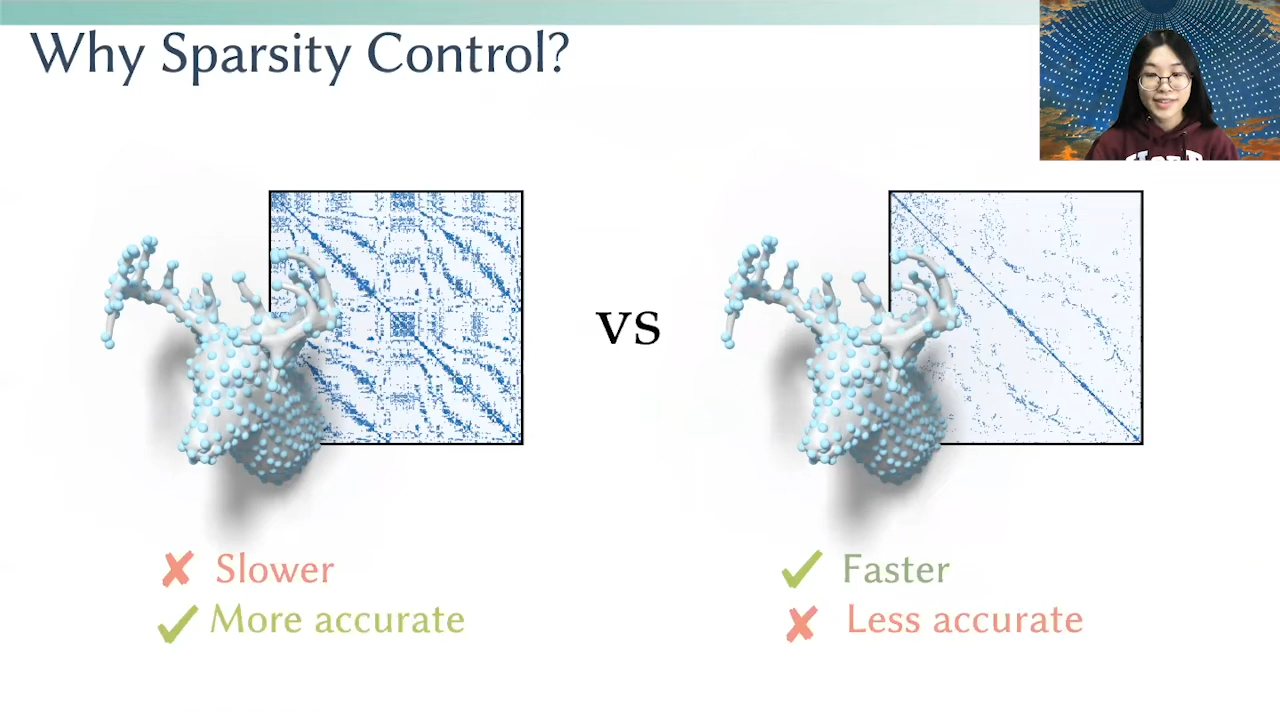 Why Sparsity Control?
vs
✘ Slower
✔ More accurate
✔ Faster
✘ Less accurate